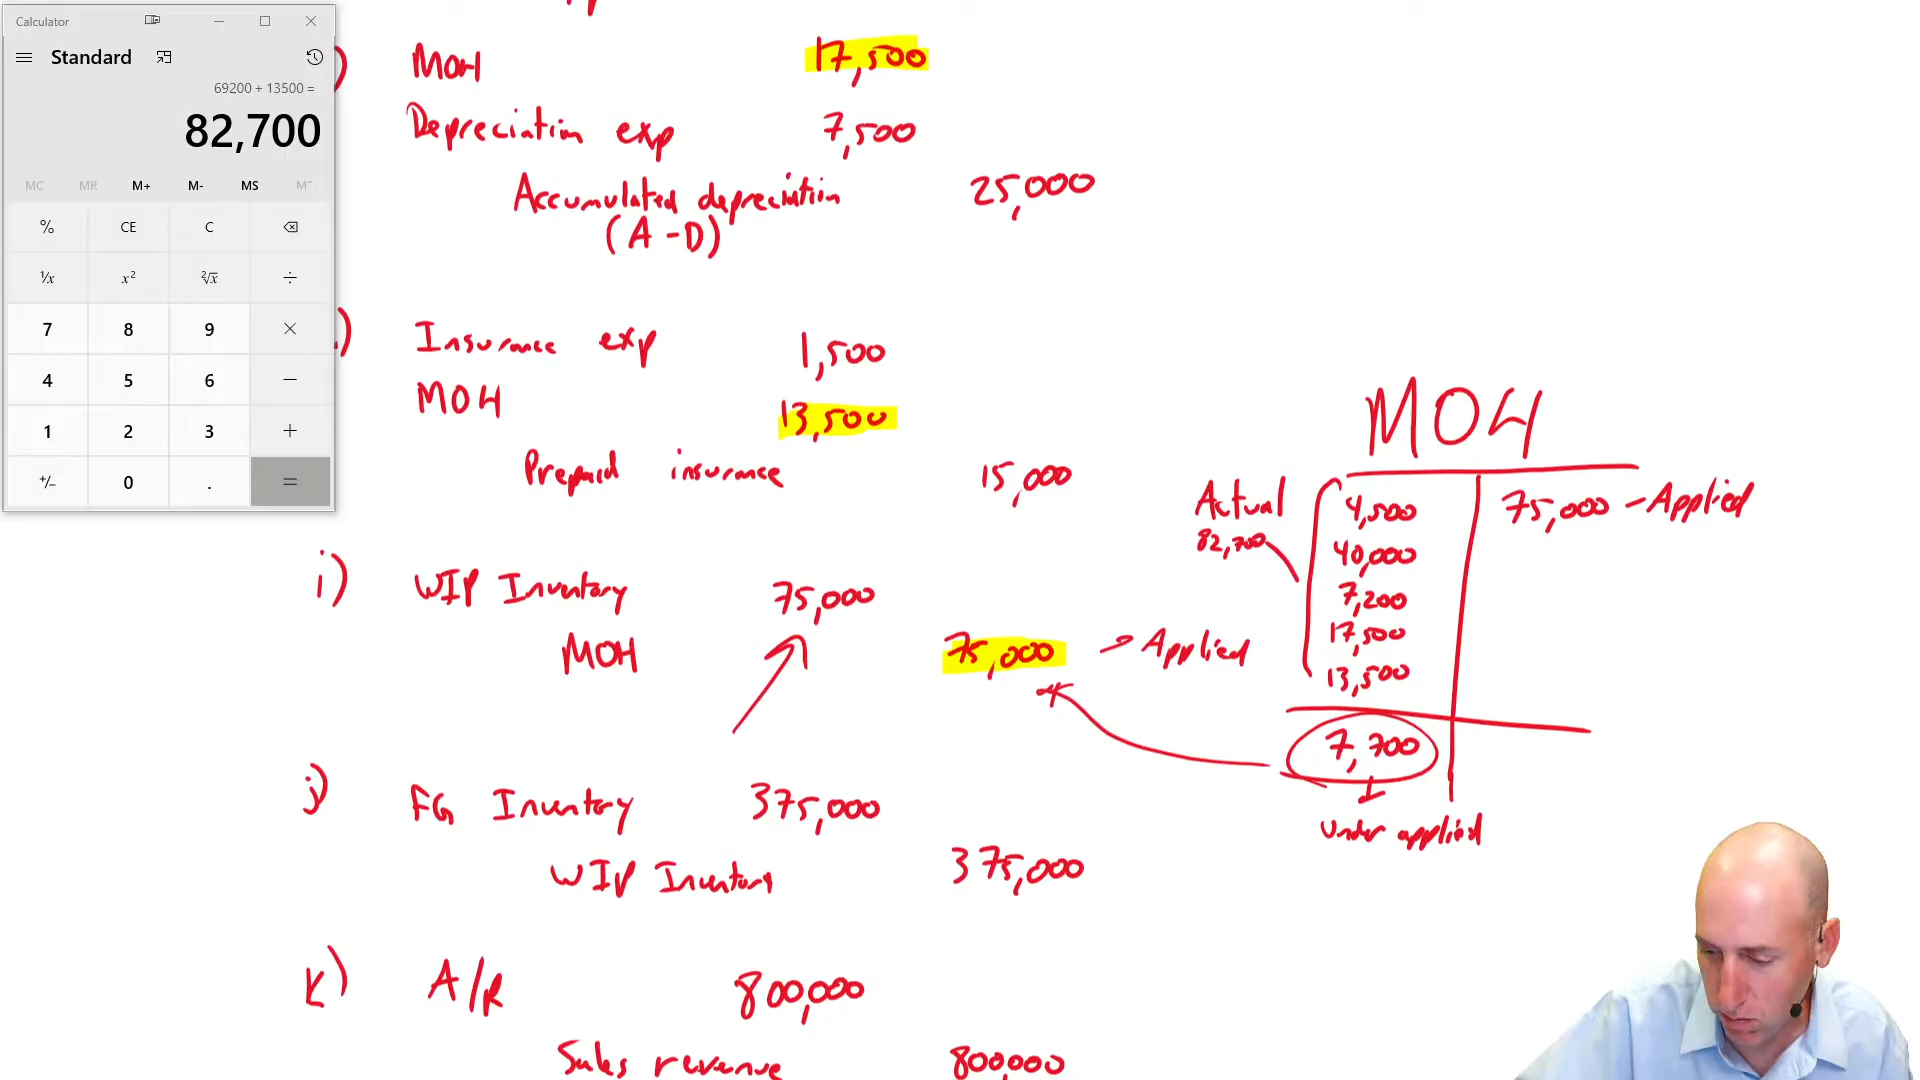 Calculator
Standard
69200 + 13500 =
82,700
MC MR M+ M- MS M˅
% CE C
¹/x x² ²√x ÷
7 8 9 ×
4 5 6 −
1 2 3 +
+/− 0 . =
) MOH 17,500
Depreciation exp 7,500
Accumulated depreciation 25,000
(A-D)
.) Insurance exp 1,500
MOH 13,500
Prepaid insurance 15,000
i) WIP Inventory 75,000
MOH 75,000 → Applied
j) FG Inventory 375,000
WIP Inventory 375,000
k) A/R 800,000
Sales revenue 800,000
MOH
Actual
82,700
4,500 75,000 - Applied
40,000
7,200
17,500
13,500
7,700
Under applied